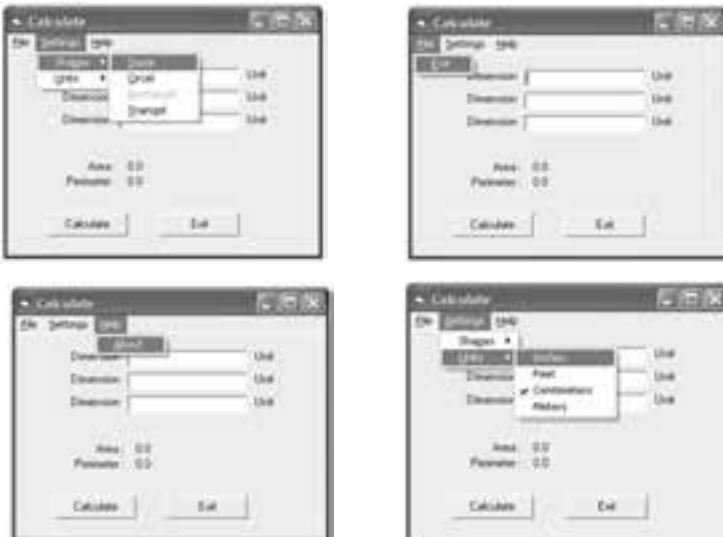 Calculate
File Settings Help
Shapes
Units
Circle
Triangle
Dimension Unit
Dimension Unit
Dimension Unit
Area: 0.0
Perimeter: 0.0
Calculate Exit
Calculate
File Settings Help
Exit
Dimension Unit
Dimension Unit
Dimension Unit
Area: 0.0
Perimeter: 0.0
Calculate Exit
Calculate
File Settings Help
About
Dimension Unit
Dimension Unit
Dimension Unit
Area: 0.0
Perimeter: 0.0
Calculate Exit
Calculate
File Settings Help
Shapes
Units
Inches
Feet
Centimeters
Meters
Unit
Dimension Unit
Dimension Unit
Area: 0.0
Perimeter: 0.0
Calculate Exit